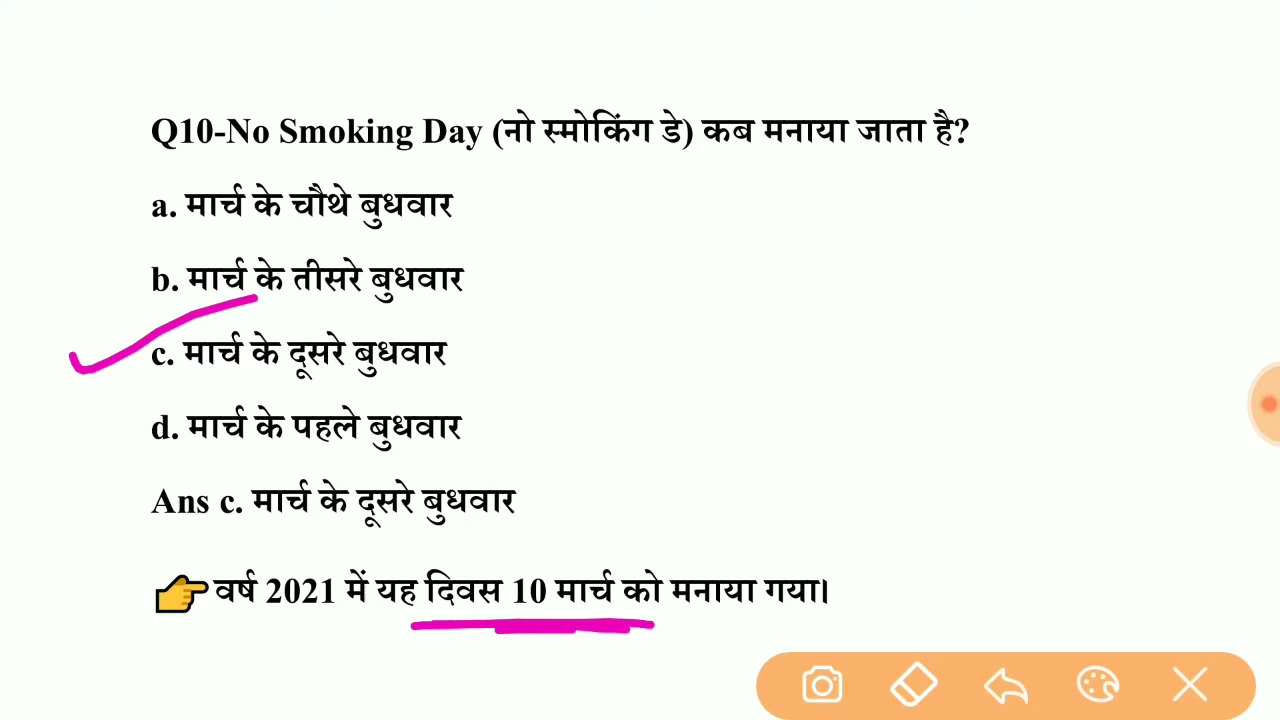 Q10-No Smoking Day (नो स्मोकिंग डे) कब मनाया जाता है?
a. मार्च के चौथे बुधवार
b. मार्च के तीसरे बुधवार
c. मार्च के दूसरे बुधवार
d. मार्च के पहले बुधवार
Ans c. मार्च के दूसरे बुधवार
👉 वर्ष 2021 में यह दिवस 10 मार्च को मनाया गया।